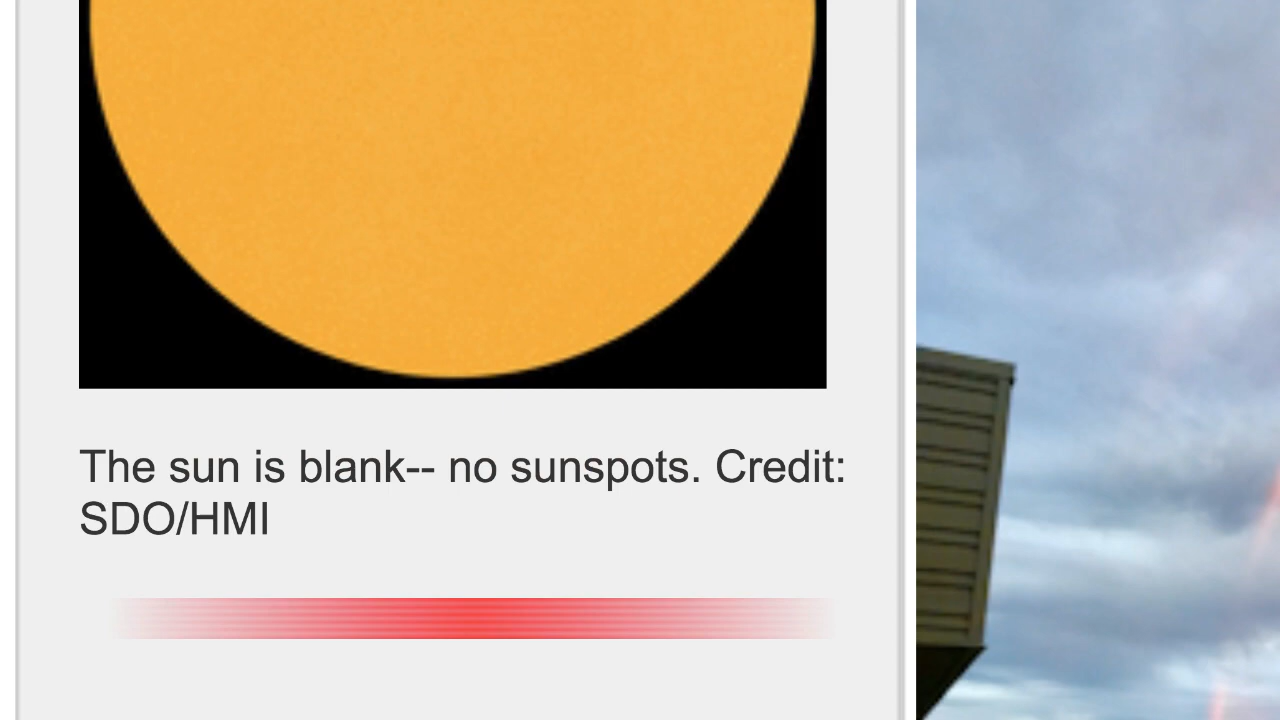 The sun is blank-- no sunspots. Credit:
SDO/HMI